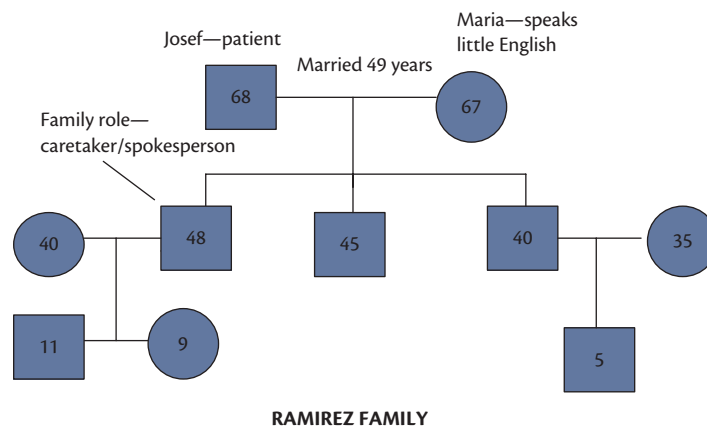 Josef—patient
Maria—speaks
little English
Married 49 years
68
67
Family role—
caretaker/spokesperson
40
48
45
40
35
11
9
5
RAMIREZ FAMILY